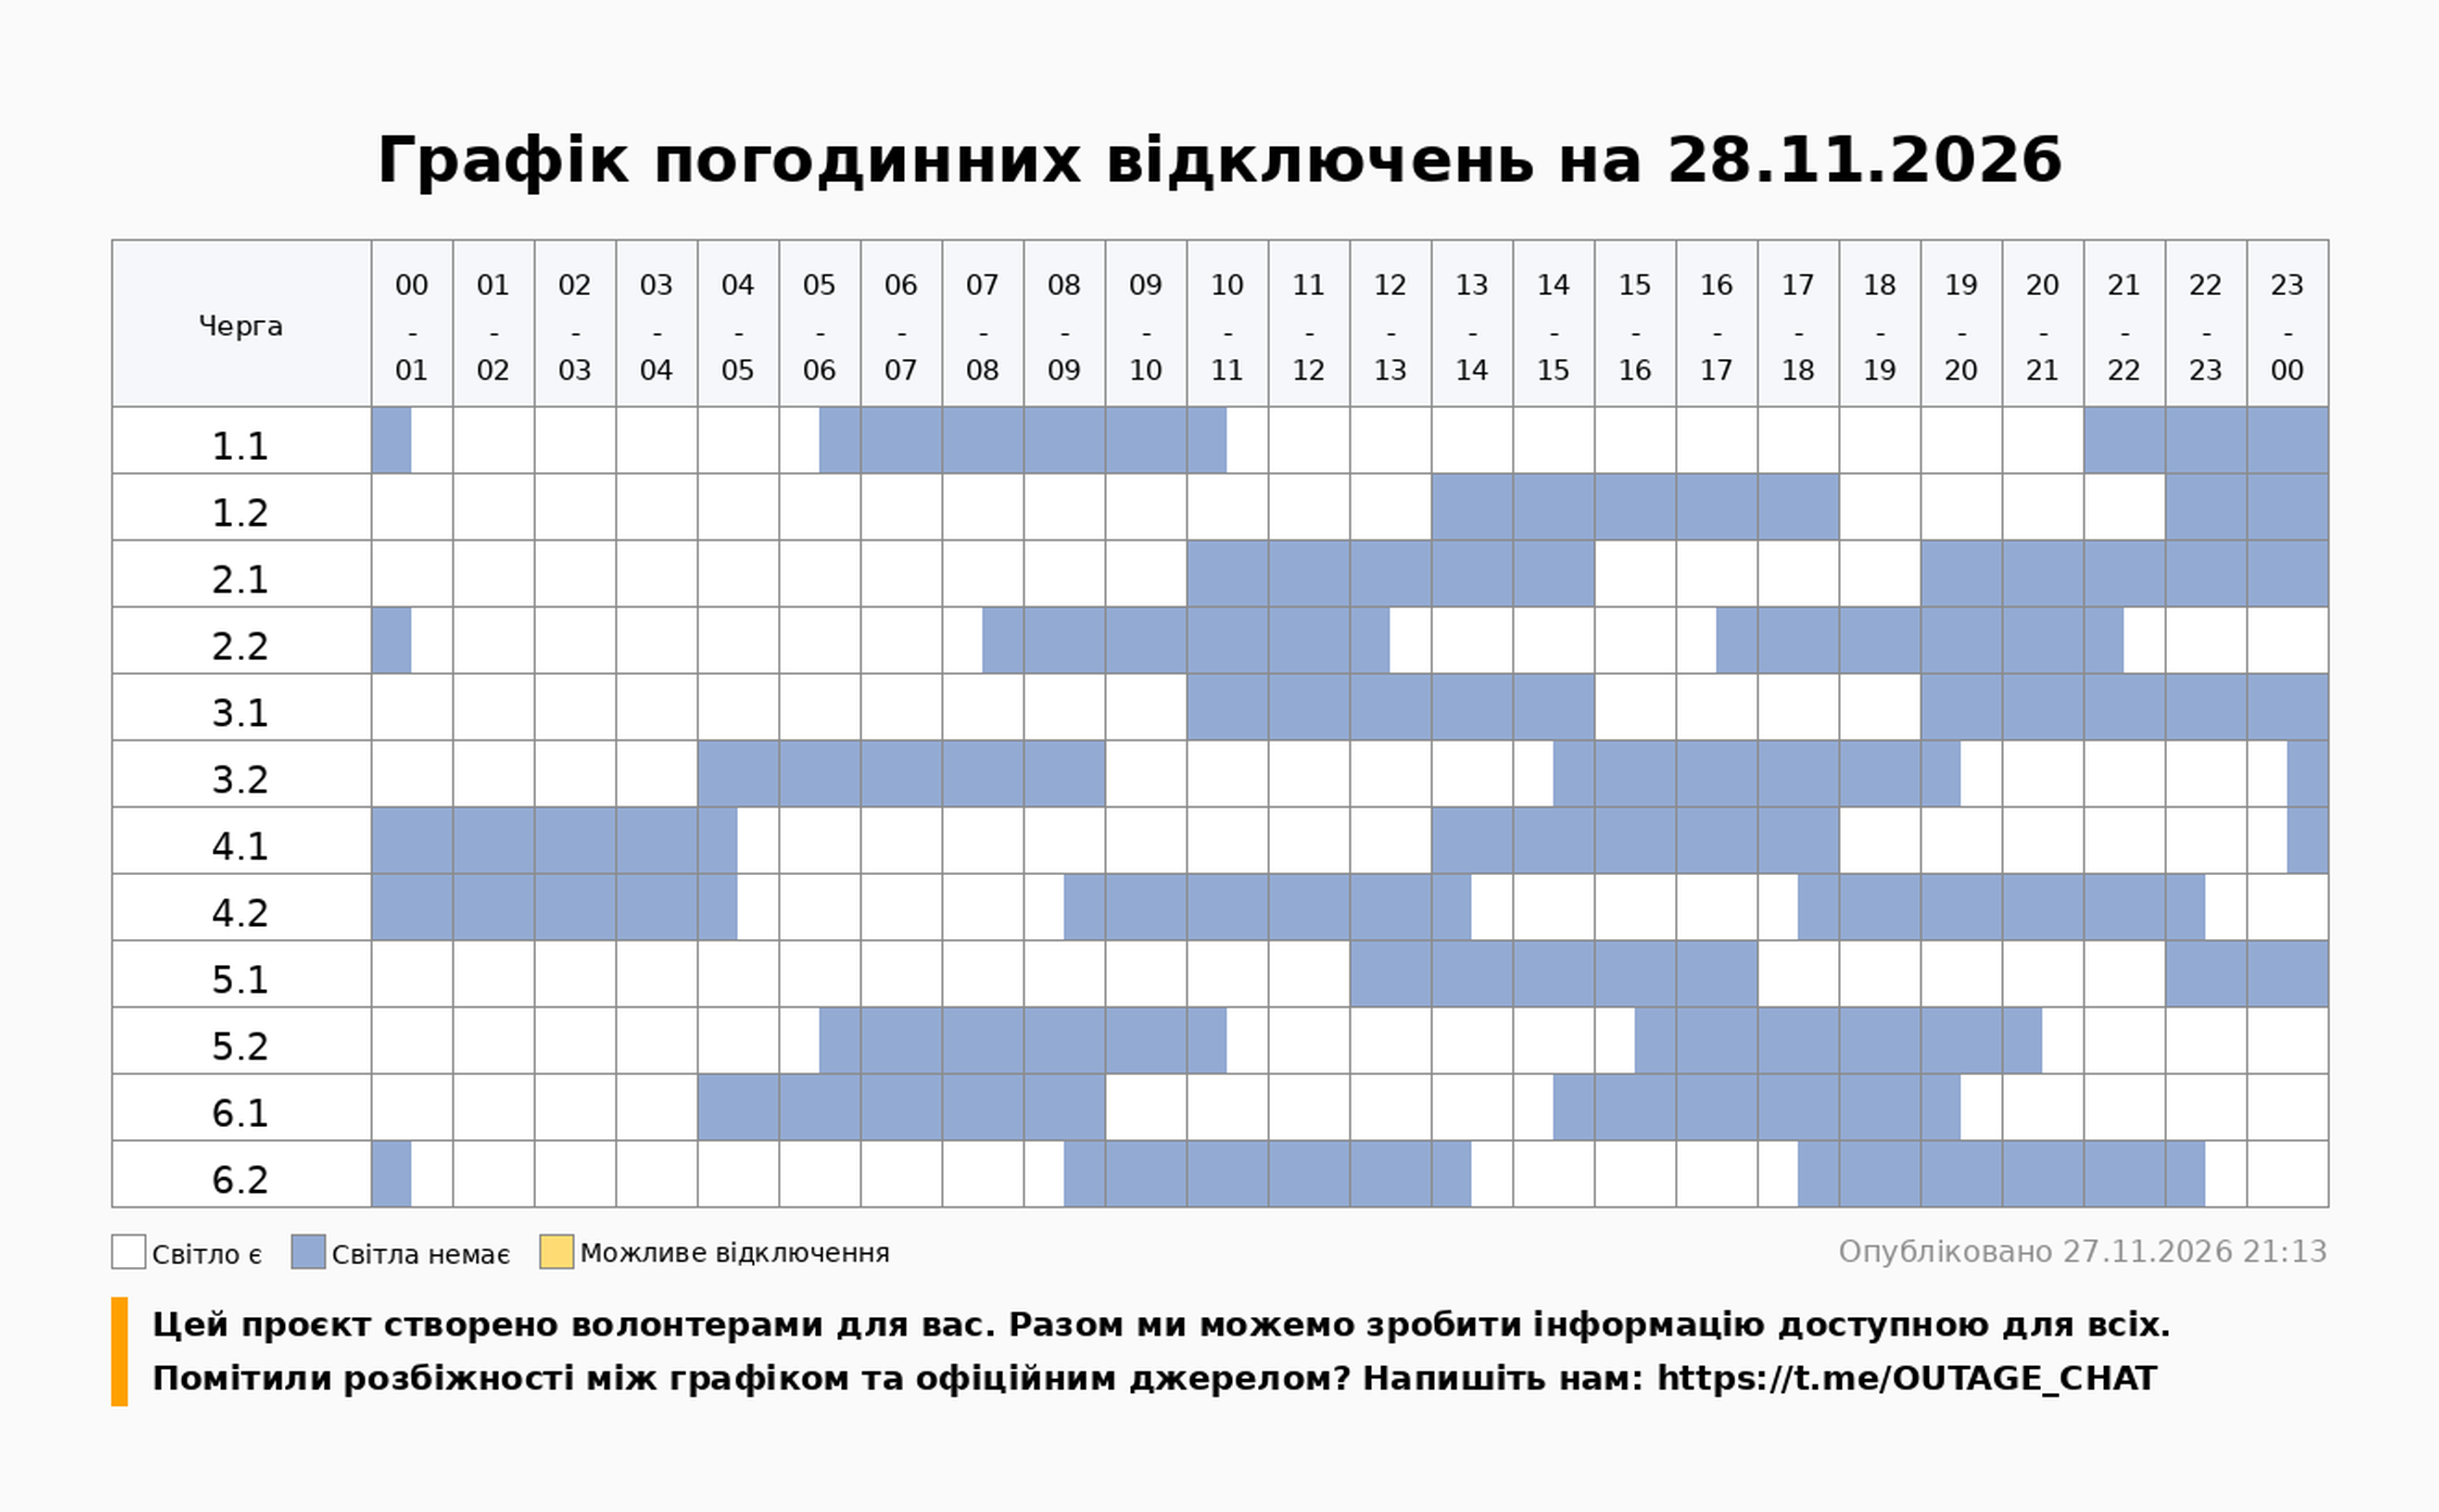 Графік погодинних відключень на 28.11.2026
Черга 00 - 01 01 - 02 02 - 03 03 - 04 04 - 05 05 - 06 06 - 07 07 - 08 08 - 09 09 - 10 10 - 11 11 - 12 12 - 13 13 - 14 14 - 15 15 - 16 16 - 17 17 - 18 18 - 19 19 - 20 20 - 21 21 - 22 22 - 23 23 - 00
1.1
1.2
2.1
2.2
3.1
3.2
4.1
4.2
5.1
5.2
6.1
6.2
Світло є Світла немає Можливе відключення Опубліковано 27.11.2026 21:13
Цей проєкт створено волонтерами для вас. Разом ми можемо зробити інформацію доступною для всіх.
Помітили розбіжності між графіком та офіційним джерелом? Напишіть нам: https://t.me/OUTAGE_CHAT